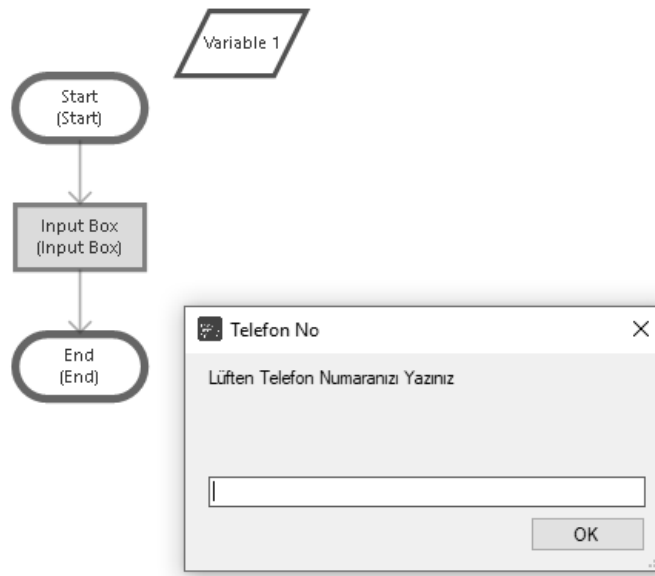 Variable 1
Start
(Start)
Input Box
(Input Box)
End
(End)
Telefon No
Lüften Telefon Numaranızı Yazınız
OK